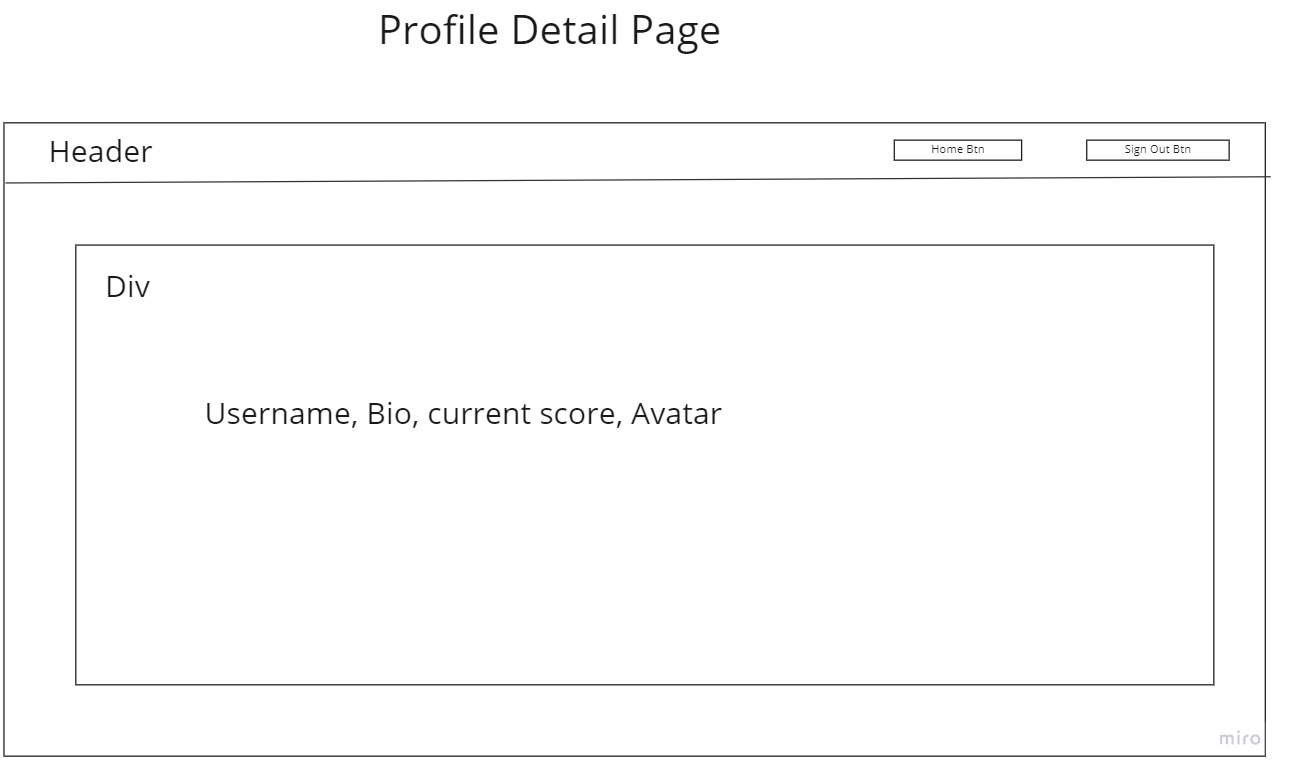 Profile Detail Page
Header
Home Btn
Sign Out Btn
Div
Username, Bio, current score, Avatar
miro